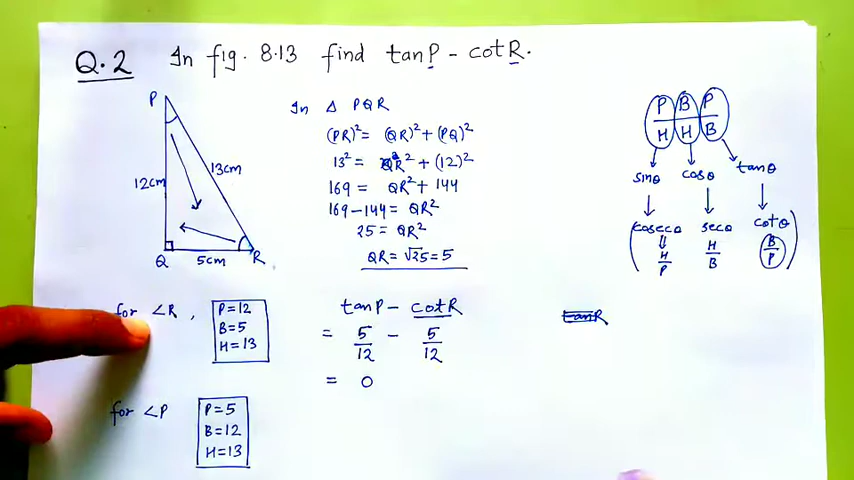 Q.2 In fig. 8.13 find tanP - cotR.
P
12cm
13cm
Q
5cm
R
In Δ PQR
(PR)² = (QR)² + (PQ)²
13² = QR² + (12)²
169 = QR² + 144
169-144 = QR²
25 = QR²
QR = √25 = 5
P B P
H H B
sinθ cosθ tanθ
cosecθ secθ cotθ
H/P H/B B/P
for ∠R,
P=12
B=5
H=13
tanP - cotR
= 5/12 - 5/12
= 0
tanR
for ∠P
P=5
B=12
H=13